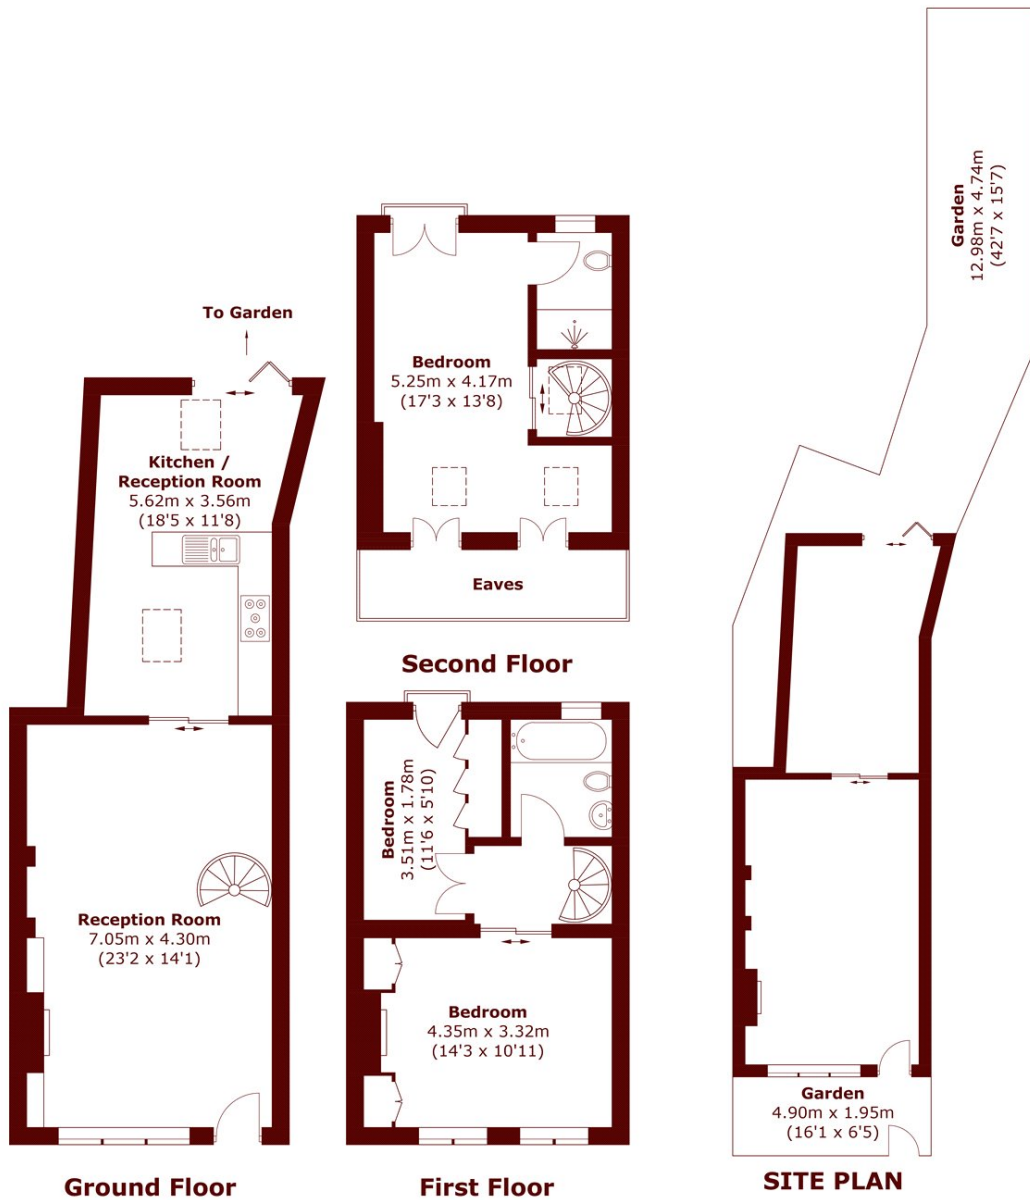 To Garden
Kitchen /
Reception Room
5.62m x 3.56m
(18'5 x 11'8)
Reception Room
7.05m x 4.30m
(23'2 x 14'1)
Ground Floor
Bedroom
5.25m x 4.17m
(17'3 x 13'8)
Eaves
Second Floor
Bedroom
3.51m x 1.78m
(11'6 x 5'10)
Bedroom
4.35m x 3.32m
(14'3 x 10'11)
First Floor
Garden
12.98m x 4.74m
(42'7 x 15'7)
Garden
4.90m x 1.95m
(16'1 x 6'5)
SITE PLAN